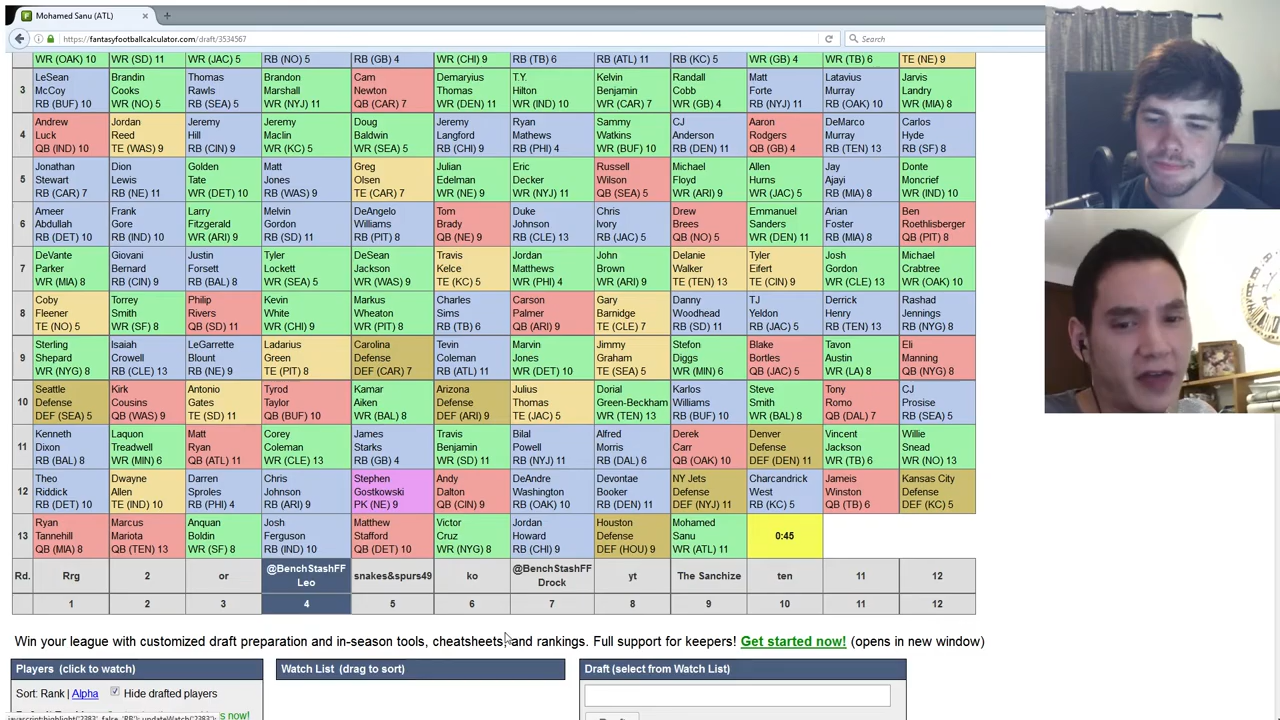 Mohamed Sanu (ATL)
https://fantasyfootballcalculator.com/draft/3534567
Search
WR (OAK) 10 WR (SD) 11 WR (JAC) 5 RB (NO) 5 RB (GB) 4 WR (CHI) 9 RB (TB) 6 RB (ATL) 11 RB (KC) 5 WR (GB) 4 WR (TB) 6 TE (NE) 9
LeSean Brandin Thomas Brandon Cam Demaryius T.Y. Kelvin Randall Matt Latavius Jarvis
3 McCoy Cooks Rawls Marshall Newton Thomas Hilton Benjamin Cobb Forte Murray Landry
RB (BUF) 10 WR (NO) 5 RB (SEA) 5 WR (NYJ) 11 QB (CAR) 7 WR (DEN) 11 WR (IND) 10 WR (CAR) 7 WR (GB) 4 RB (NYJ) 11 RB (OAK) 10 WR (MIA) 8
Andrew Jordan Jeremy Jeremy Doug Jeremy Ryan Sammy CJ Aaron DeMarco Carlos
4 Luck Reed Hill Maclin Baldwin Langford Mathews Watkins Anderson Rodgers Murray Hyde
QB (IND) 10 TE (WAS) 9 RB (CIN) 9 WR (KC) 5 WR (SEA) 5 RB (CHI) 9 RB (PHI) 4 WR (BUF) 10 RB (DEN) 11 QB (GB) 4 RB (TEN) 13 RB (SF) 8
Jonathan Dion Golden Matt Greg Julian Eric Russell Michael Allen Jay Donte
5 Stewart Lewis Tate Jones Olsen Edelman Decker Wilson Floyd Hurns Ajayi Moncrief
RB (CAR) 7 RB (NE) 11 WR (DET) 10 RB (WAS) 9 TE (CAR) 7 WR (NE) 9 WR (NYJ) 11 QB (SEA) 5 WR (ARI) 9 WR (JAC) 5 RB (MIA) 8 WR (IND) 10
Ameer Frank Larry Melvin DeAngelo Tom Duke Chris Drew Emmanuel Arian Ben
6 Abdullah Gore Fitzgerald Gordon Williams Brady Johnson Ivory Brees Sanders Foster Roethlisberger
RB (DET) 10 RB (IND) 10 WR (ARI) 9 RB (SD) 11 RB (PIT) 8 QB (NE) 9 RB (CLE) 13 RB (JAC) 5 QB (NO) 5 WR (DEN) 11 RB (MIA) 8 QB (PIT) 8
DeVante Giovani Justin Tyler DeSean Travis Jordan John Delanie Tyler Josh Michael
7 Parker Bernard Forsett Lockett Jackson Kelce Matthews Brown Walker Eifert Gordon Crabtree
WR (MIA) 8 RB (CIN) 9 RB (BAL) 8 WR (SEA) 5 WR (WAS) 9 TE (KC) 5 WR (PHI) 4 WR (ARI) 9 TE (TEN) 13 TE (CIN) 9 WR (CLE) 13 WR (OAK) 10
Coby Torrey Philip Kevin Markus Charles Carson Gary Danny TJ Derrick Rashad
8 Fleener Smith Rivers White Wheaton Sims Palmer Barnidge Woodhead Yeldon Henry Jennings
TE (NO) 5 WR (SF) 8 QB (SD) 11 WR (CHI) 9 WR (PIT) 8 RB (TB) 6 QB (ARI) 9 TE (CLE) 7 RB (SD) 11 RB (JAC) 5 RB (TEN) 13 RB (NYG) 8
Sterling Isaiah LeGarrette Ladarius Carolina Tevin Marvin Jimmy Stefon Blake Tavon Eli
9 Shepard Crowell Blount Green Defense Coleman Jones Graham Diggs Bortles Austin Manning
WR (NYG) 8 RB (CLE) 13 RB (NE) 9 TE (PIT) 8 DEF (CAR) 7 RB (ATL) 11 WR (DET) 10 TE (SEA) 5 WR (MIN) 6 QB (JAC) 5 WR (LA) 8 QB (NYG) 8
Seattle Kirk Antonio Tyrod Kamar Arizona Julius Dorial Karlos Steve Tony CJ
10 Defense Cousins Gates Taylor Aiken Defense Thomas Green-Beckham Williams Smith Romo Prosise
DEF (SEA) 5 QB (WAS) 9 TE (SD) 11 QB (BUF) 10 WR (BAL) 8 DEF (ARI) 9 TE (JAC) 5 WR (TEN) 13 RB (BUF) 10 WR (BAL) 8 QB (DAL) 7 RB (SEA) 5
Kenneth Laquon Matt Corey James Travis Bilal Alfred Derek Denver Vincent Willie
11 Dixon Treadwell Ryan Coleman Starks Benjamin Powell Morris Carr Defense Jackson Snead
RB (BAL) 8 WR (MIN) 6 QB (ATL) 11 WR (CLE) 13 RB (GB) 4 WR (SD) 11 RB (NYJ) 11 RB (DAL) 6 QB (OAK) 10 DEF (DEN) 11 WR (TB) 6 WR (NO) 13
Theo Dwayne Darren Chris Stephen Andy DeAndre Devontae NY Jets Charcandrick Jameis Kansas City
12 Riddick Allen Sproles Johnson Gostkowski Dalton Washington Booker Defense West Winston Defense
RB (DET) 10 TE (IND) 10 RB (PHI) 4 RB (ARI) 9 PK (NE) 9 QB (CIN) 9 RB (OAK) 10 RB (DEN) 11 DEF (NYJ) 11 RB (KC) 5 QB (TB) 6 DEF (KC) 5
Ryan Marcus Anquan Josh Matthew Victor Jordan Houston Mohamed
13 Tannehill Mariota Boldin Ferguson Stafford Cruz Howard Defense Sanu 0:45
QB (MIA) 8 QB (TEN) 13 WR (SF) 8 RB (IND) 10 QB (DET) 10 WR (NYG) 8 RB (CHI) 9 DEF (HOU) 9 WR (ATL) 11
Rd. Rrg 2 or @BenchStashFF Leo snakes&spurs49 ko @BenchStashFF Drock yt The Sanchize ten 11 12
1 2 3 4 5 6 7 8 9 10 11 12
Win your league with customized draft preparation and in-season tools, cheatsheets, and rankings. Full support for keepers! Get started now! (opens in new window)
Players (click to watch) Watch List (drag to sort) Draft (select from Watch List)
Sort: Rank | Alpha Hide drafted players
s now!